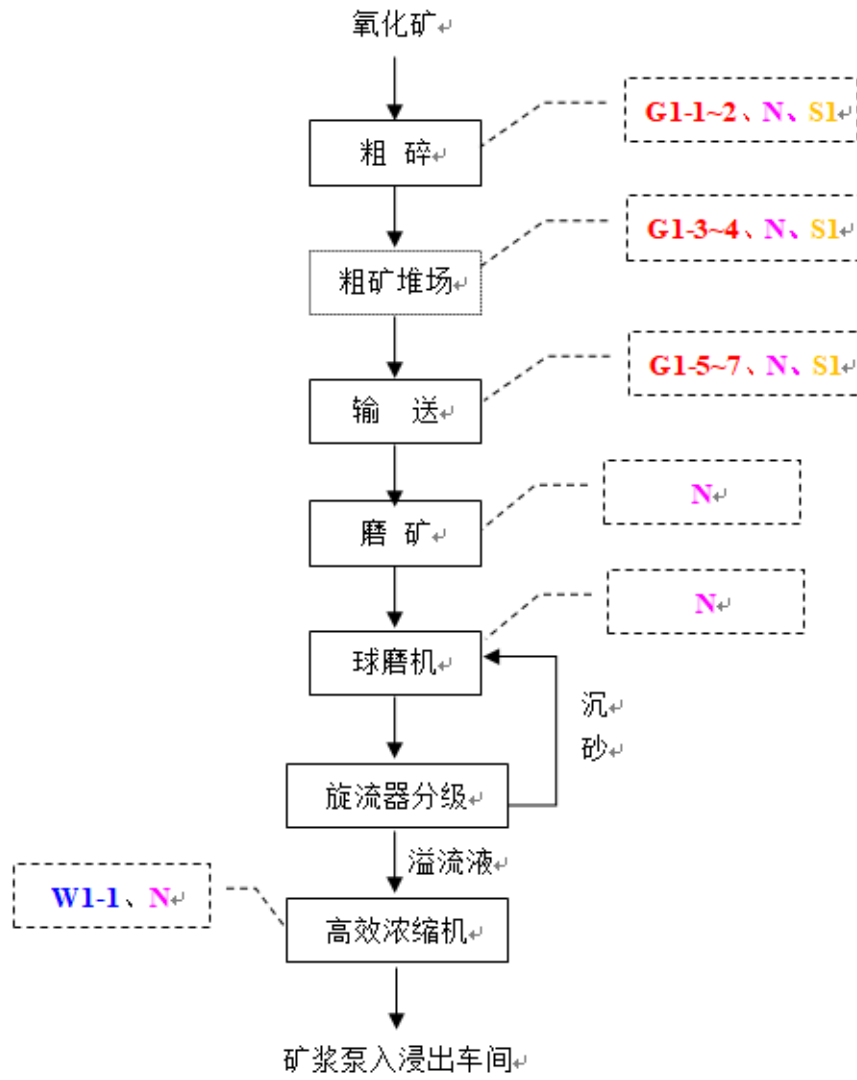 氧化矿
G1-1~2、N、S1
粗 碎
G1-3~4、N、S1
粗矿堆场
G1-5~7、N、S1
输 送
N
磨 矿
N
球磨机
沉
砂
旋流器分级
溢流液
W1-1、N
高效浓缩机
矿浆泵入浸出车间